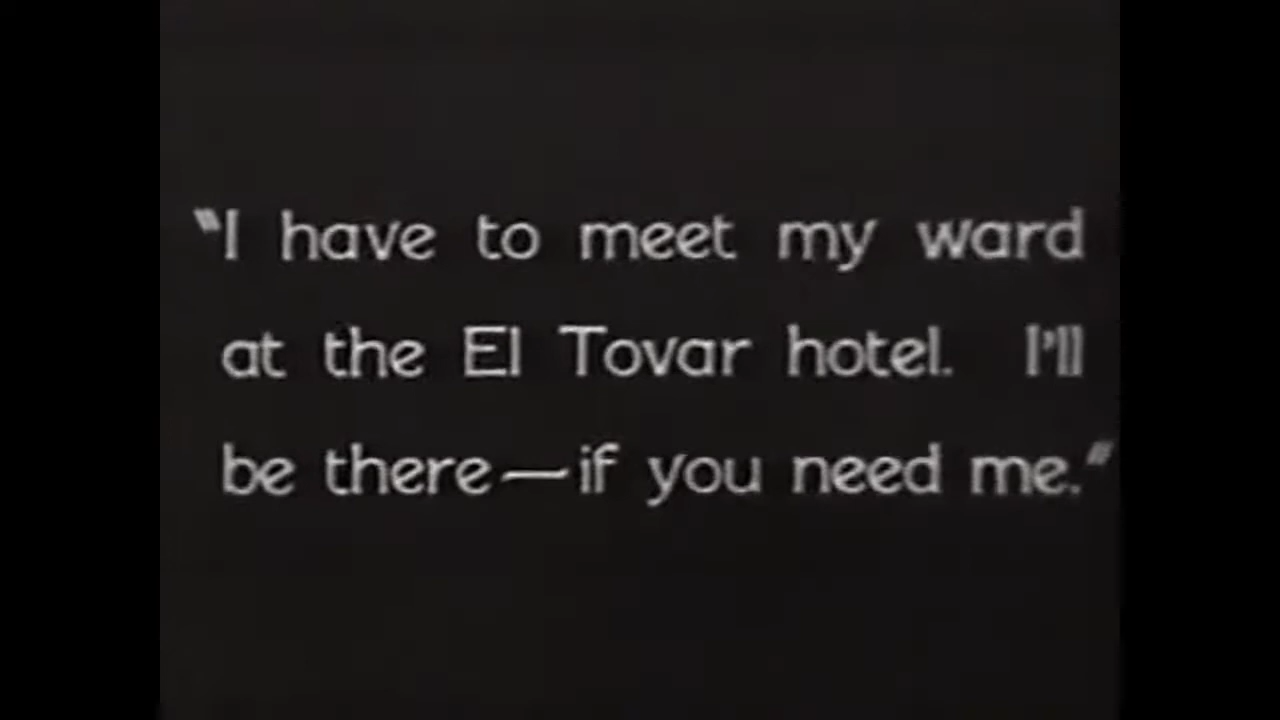 "I have to meet my ward
at the El Tovar hotel. I'll
be there—if you need me."